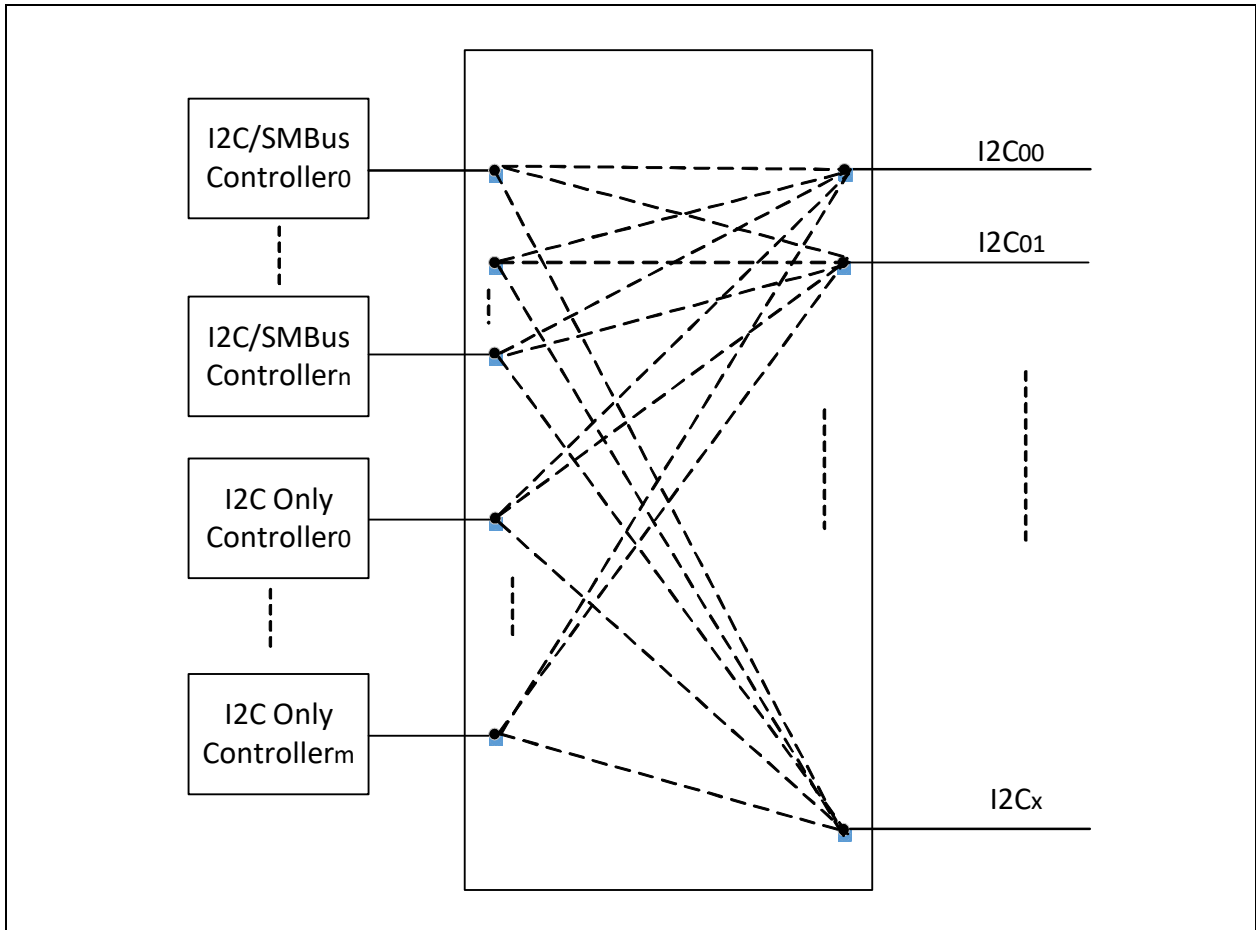 I2C/SMBus
Controller0
I2C/SMBus
Controllern
I2C Only
Controller0
I2C Only
Controllerm
I2C00
I2C01
I2Cx